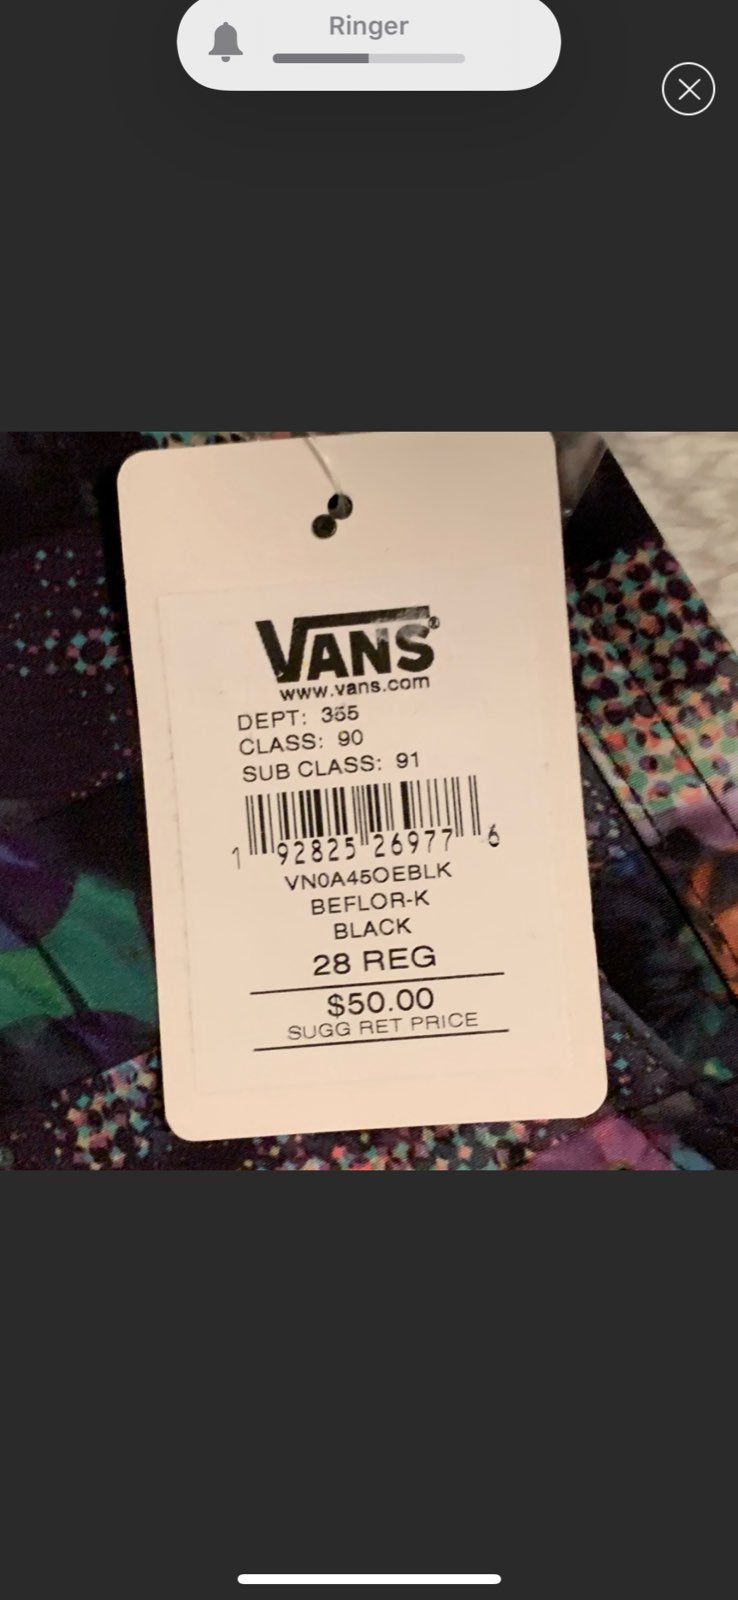 Ringer
VANS®
www.vans.com
DEPT: 355
CLASS: 90
SUB CLASS: 91
1 92825 26977 6
VN0A45OEBLK
BEFLOR-K
BLACK
28 REG
$50.00
SUGG RET PRICE